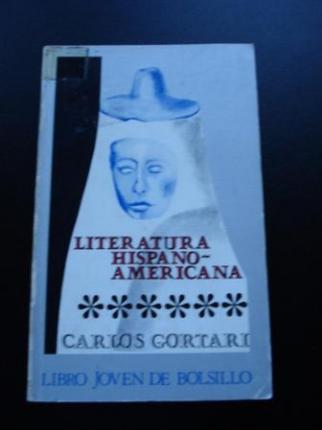 LITERATURA
HISPANO-
AMERICANA
******
CARLOS GORTARI
LIBRO JOVEN DE BOLSILLO